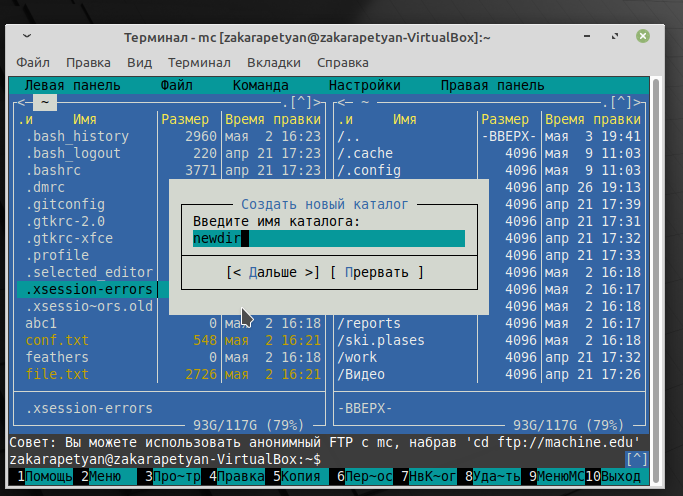 Терминал - mc [zakarapetyan@zakarapetyan-VirtualBox]:~
Файл Правка Вид Терминал Вкладки Справка
Левая панель Файл Команда Настройки Правая панель
<─ ~ .[^]> <─ ~ .[^]>
.и Имя Размер Время правки .и Имя Размер Время правки
.bash_history 2960 мая 2 16:23 /.. -ВВЕРХ- мая 3 19:41
.bash_logout 220 апр 21 17:23 /.cache 4096 мая 9 11:03
.bashrc 3771 апр 21 17:23 /.config 4096 мая 9 11:03
.dmrc 4096 апр 26 19:13
.gitconfig 4096 апр 21 17:39
Создать новый каталог
Введите имя каталога:
.gtkrc-2.0 4096 апр 21 17:31
newdir
.gtkrc-xfce 4096 апр 21 17:31
.profile 4096 апр 21 17:33
.selected_editor 4096 мая 2 16:18
[< Дальше >] [ Прервать ]
.xsession-errors 4096 мая 2 16:17
.xsessio~ors.old 4096 мая 2 16:18
abc1 0 мая 2 16:18 /reports 4096 мая 2 16:17
conf.txt 548 мая 2 16:21 /ski.plases 4096 мая 2 16:18
feathers 0 мая 2 16:18 /work 4096 апр 21 17:32
file.txt 2726 мая 2 16:21 /Видео 4096 апр 21 17:26
.xsession-errors -ВВЕРХ-
93G/117G (79%) 93G/117G (79%)
Совет: Вы можете использовать анонимный FTP с mc, набрав 'cd ftp://machine.edu'
zakarapetyan@zakarapetyan-VirtualBox:~$ [^]
1Помощь 2Меню 3Про~тр 4Правка 5Копия 6Пер~ос 7НвК~ог 8Уда~ть 9МенюМС 10Выход